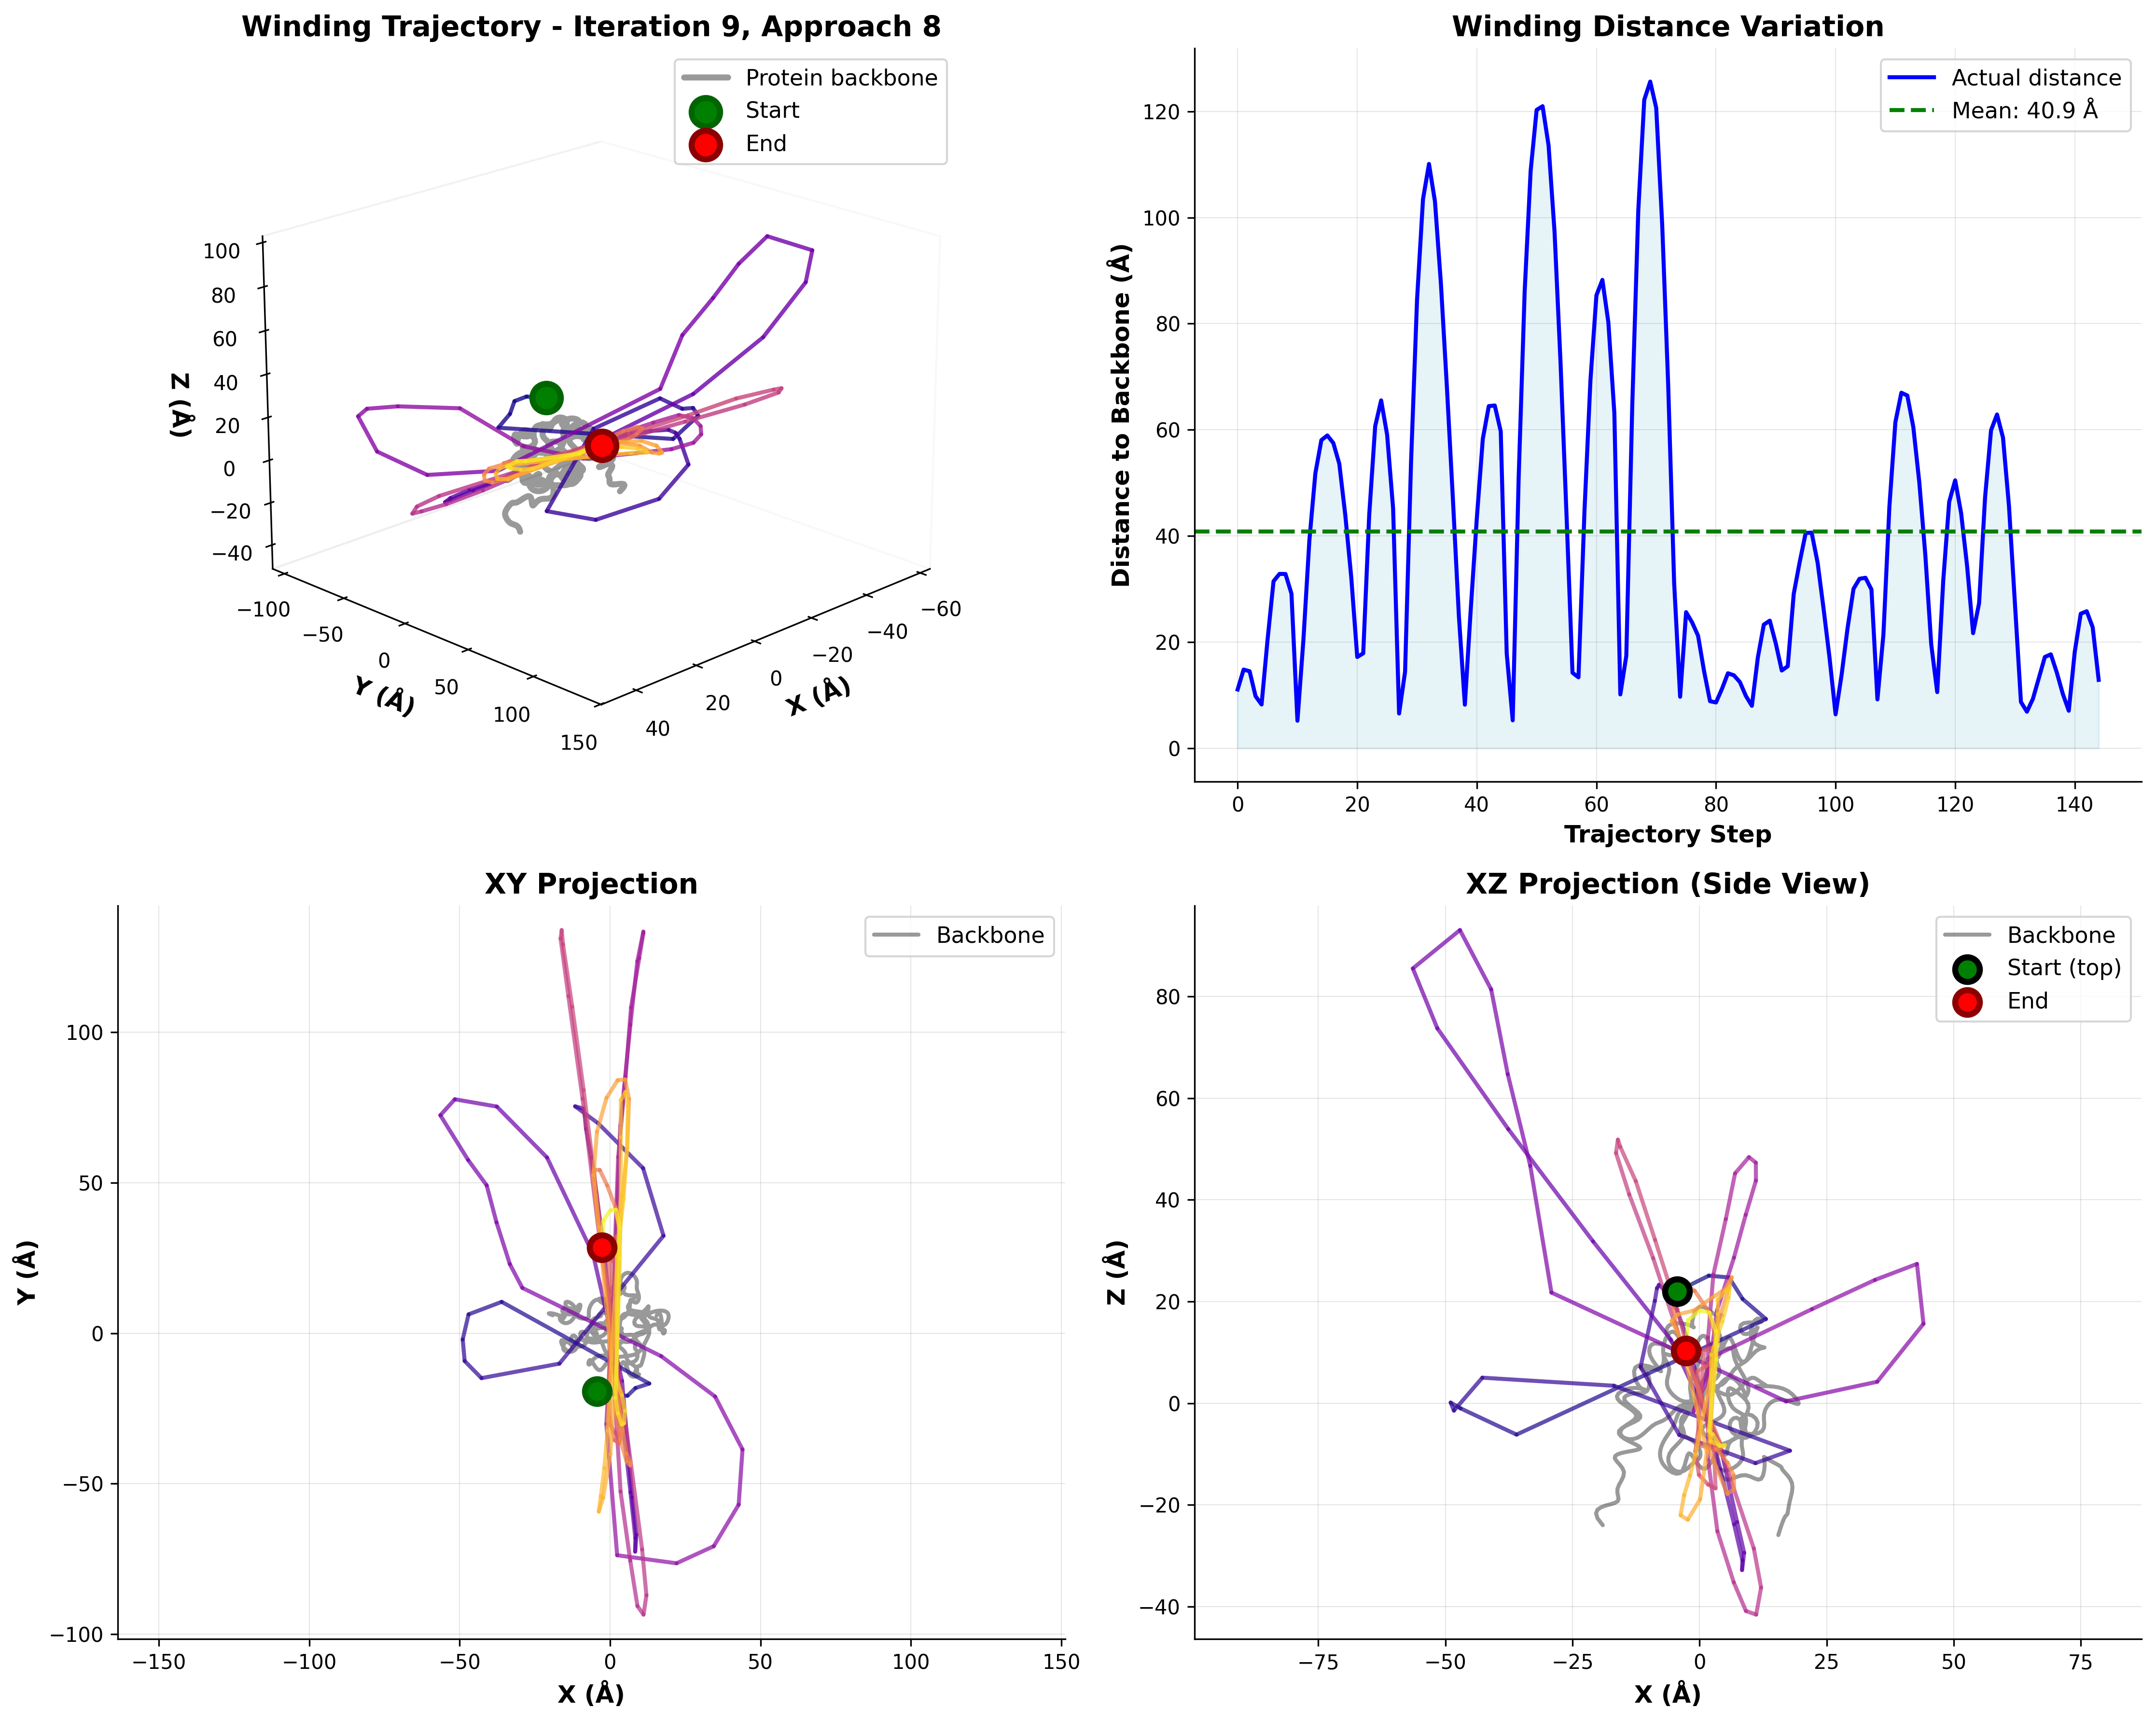 Winding Trajectory - Iteration 9, Approach 8
Protein backbone
Start
End
100
80
60
40
20
0
−20
−40
Z (Å)
−100
−50
0
50
100
150
Y (Å)
40
20
0
−20
−40
−60
X (Å)
Winding Distance Variation
Actual distance
Mean: 40.9 Å
120
100
80
60
40
20
0
Distance to Backbone (Å)
0 20 40 60 80 100 120 140
Trajectory Step
XY Projection
Backbone
100
50
0
−50
−100
Y (Å)
−150 −100 −50 0 50 100 150
X (Å)
XZ Projection (Side View)
Backbone
Start (top)
End
80
60
40
20
0
−20
−40
Z (Å)
−75 −50 −25 0 25 50 75
X (Å)